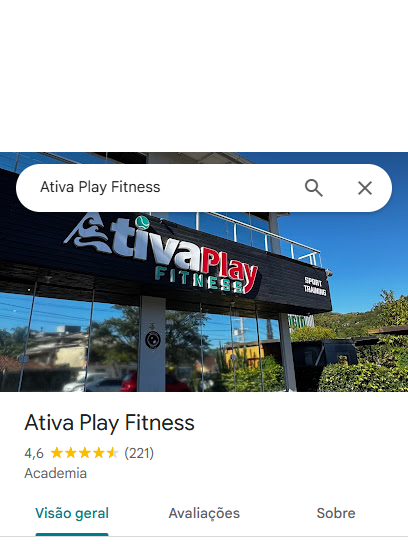 Ativa Play Fitness
AtivaPlay
FITNESS
SPORT
TRAINING
Ativa Play Fitness
4,6 (221)
Academia
Visão geral Avaliações Sobre